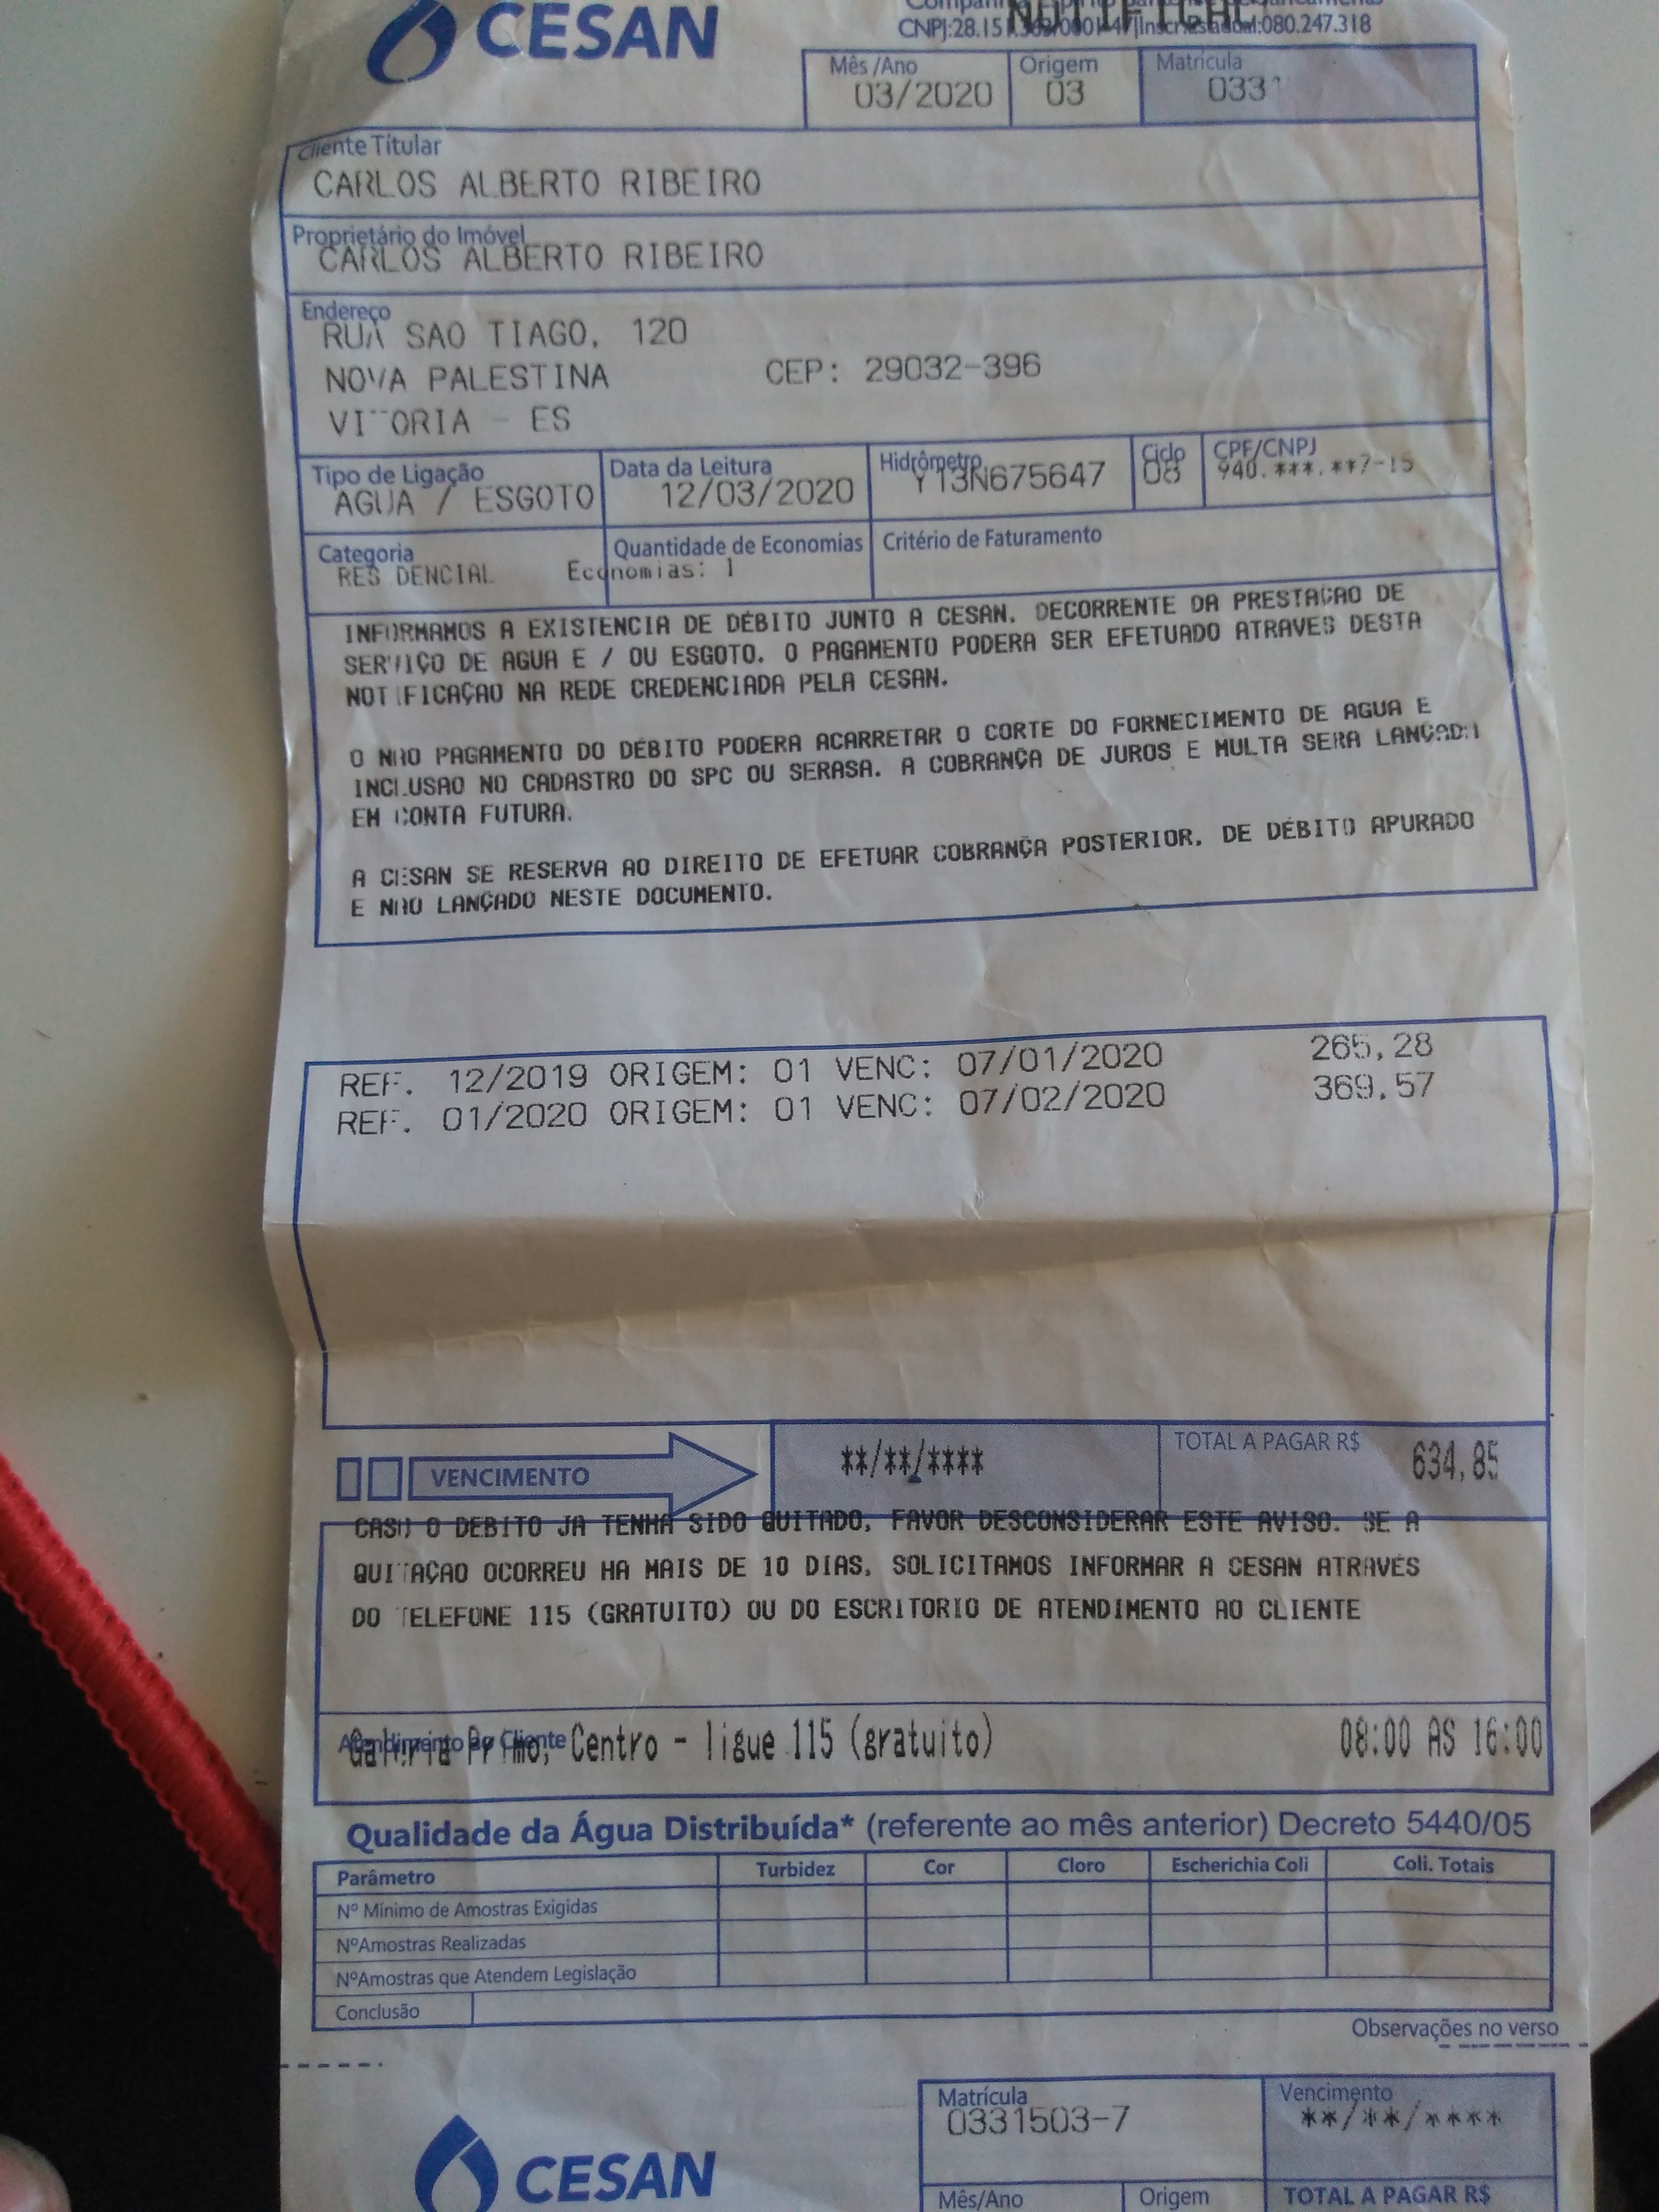 CESAN
CNPJ:28.151. Inscr.Estadual:080.247.318
Mês /Ano
Origem
Matrícula
03/2020
03
033
Cliente Títular
CARLOS ALBERTO RIBEIRO
Proprietário do Imóvel
CARLOS ALBERTO RIBEIRO
Endereço
RUA SAO TIAGO, 120
NOVA PALESTINA CEP: 29032-396
VITORIA - ES
Tipo de Ligação
Data da Leitura
Hidrômetro
Ciclo
CPF/CNPJ
AGUA / ESGOTO
12/03/2020
Y13N675647
08
940.***.**7-15
Categoria
Quantidade de Economias
Critério de Faturamento
RES DENCIAL Economias: 1
INFORMAMOS A EXISTENCIA DE DÉBITO JUNTO A CESAN. DECORRENTE DA PRESTAÇAO DE
SERVIÇO DE AGUA E / OU ESGOTO. O PAGAMENTO PODERA SER EFETUADO ATRAVES DESTA
NOTIFICAÇAO NA REDE CREDENCIADA PELA CESAN.
O NAO PAGAMENTO DO DÉBITO PODERA ACARRETAR O CORTE DO FORNECIMENTO DE AGUA E
INCLUSAO NO CADASTRO DO SPC OU SERASA. A COBRANÇA DE JUROS E MULTA SERA LANÇADA
EM CONTA FUTURA.
A CESAN SE RESERVA AO DIREITO DE EFETUAR COBRANÇA POSTERIOR. DE DÉBITO APURADO
E NAO LANÇADO NESTE DOCUMENTO.
REF. 12/2019 ORIGEM: 01 VENC: 07/01/2020 265,28
REF. 01/2020 ORIGEM: 01 VENC: 07/02/2020 369,57
VENCIMENTO
**/**/****
TOTAL A PAGAR R$
634,85
CASO O DEBITO JA TENHA SIDO QUITADO, FAVOR DESCONSIDERAR ESTE AVISO. SE A
QUITAÇAO OCORREU HA MAIS DE 10 DIAS, SOLICITAMOS INFORMAR A CESAN ATRAVÉS
DO TELEFONE 115 (GRATUITO) OU DO ESCRITORIO DE ATENDIMENTO AO CLIENTE
Atendimento ao Cliente
Galeria Primo, Centro - ligue 115 (gratuito) 08:00 AS 16:00
Qualidade da Água Distribuída* (referente ao mês anterior) Decreto 5440/05
Parâmetro
Turbidez
Cor
Cloro
Escherichia Coli
Coli. Totais
Nº Mínimo de Amostras Exigidas
NºAmostras Realizadas
NºAmostras que Atendem Legislação
Conclusão
Observações no verso
CESAN
Matrícula
0331503-7
Vencimento
**/**/****
Mês/Ano
Origem
TOTAL A PAGAR R$